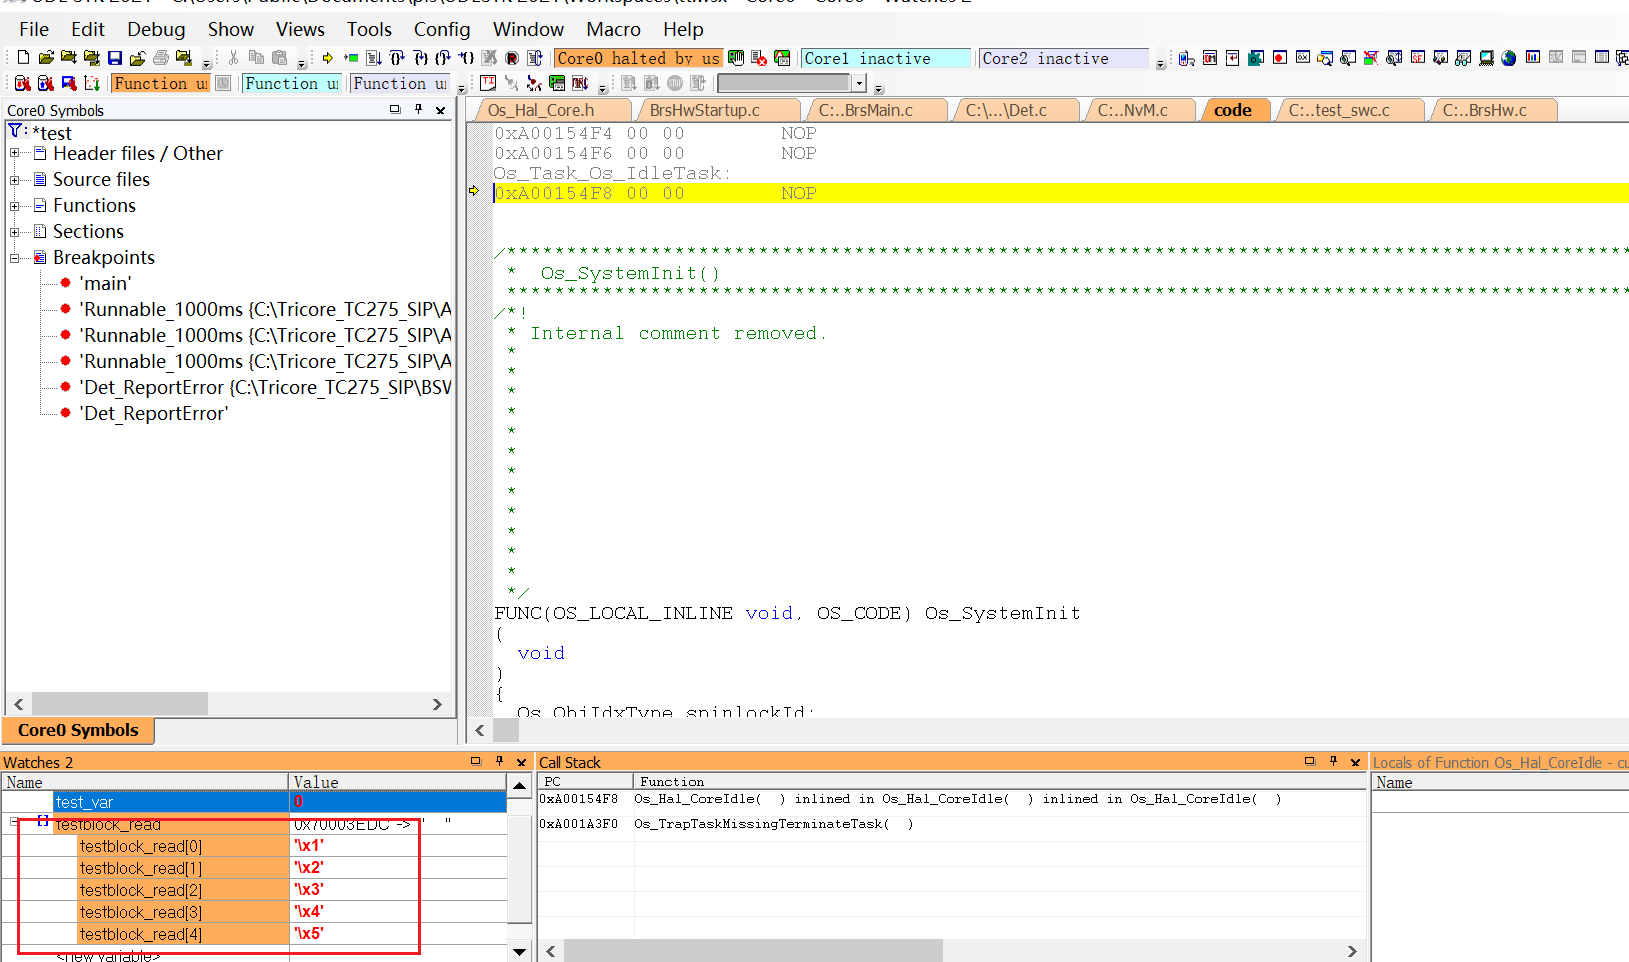 File Edit Debug Show Views Tools Config Window Macro Help
Core0 halted by us Core1 inactive Core2 inactive
Function u Function u Function u
Core0 Symbols
*test
Header files / Other
Source files
Functions
Sections
Breakpoints
'main'
'Runnable_1000ms {C:\Tricore_TC275_SIP\A
'Runnable_1000ms {C:\Tricore_TC275_SIP\A
'Runnable_1000ms {C:\Tricore_TC275_SIP\A
'Det_ReportError {C:\Tricore_TC275_SIP\BSW
'Det_ReportError'
Core0 Symbols
Os_Hal_Core.h BrsHwStartup.c C:..BrsMain.c C:\...\Det.c C:...NvM.c code C:...test_swc.c C:..BrsHw.c
0xA00154F4 00 00 NOP
0xA00154F6 00 00 NOP
Os_Task_Os_IdleTask:
0xA00154F8 00 00 NOP
* Os_SystemInit()
/*!
* Internal comment removed.
*
*
*
*
*
*
*
*
*
*
*
*
*/
FUNC(OS_LOCAL_INLINE void, OS_CODE) Os_SystemInit
(
void
)
{
Os_ObjIdxType spinlockId;
Watches 2
Name Value
test_var 0
testblock_read 0x70003EDC -> " "
testblock_read[0] '\x1'
testblock_read[1] '\x2'
testblock_read[2] '\x3'
testblock_read[3] '\x4'
testblock_read[4] '\x5'
<new variable>
Call Stack
PC Function
0xA00154F8 Os_Hal_CoreIdle( ) inlined in Os_Hal_CoreIdle( ) inlined in Os_Hal_CoreIdle( )
0xA001A3F0 Os_TrapTaskMissingTerminateTask( )
Locals of Function Os_Hal_CoreIdle - cu
Name